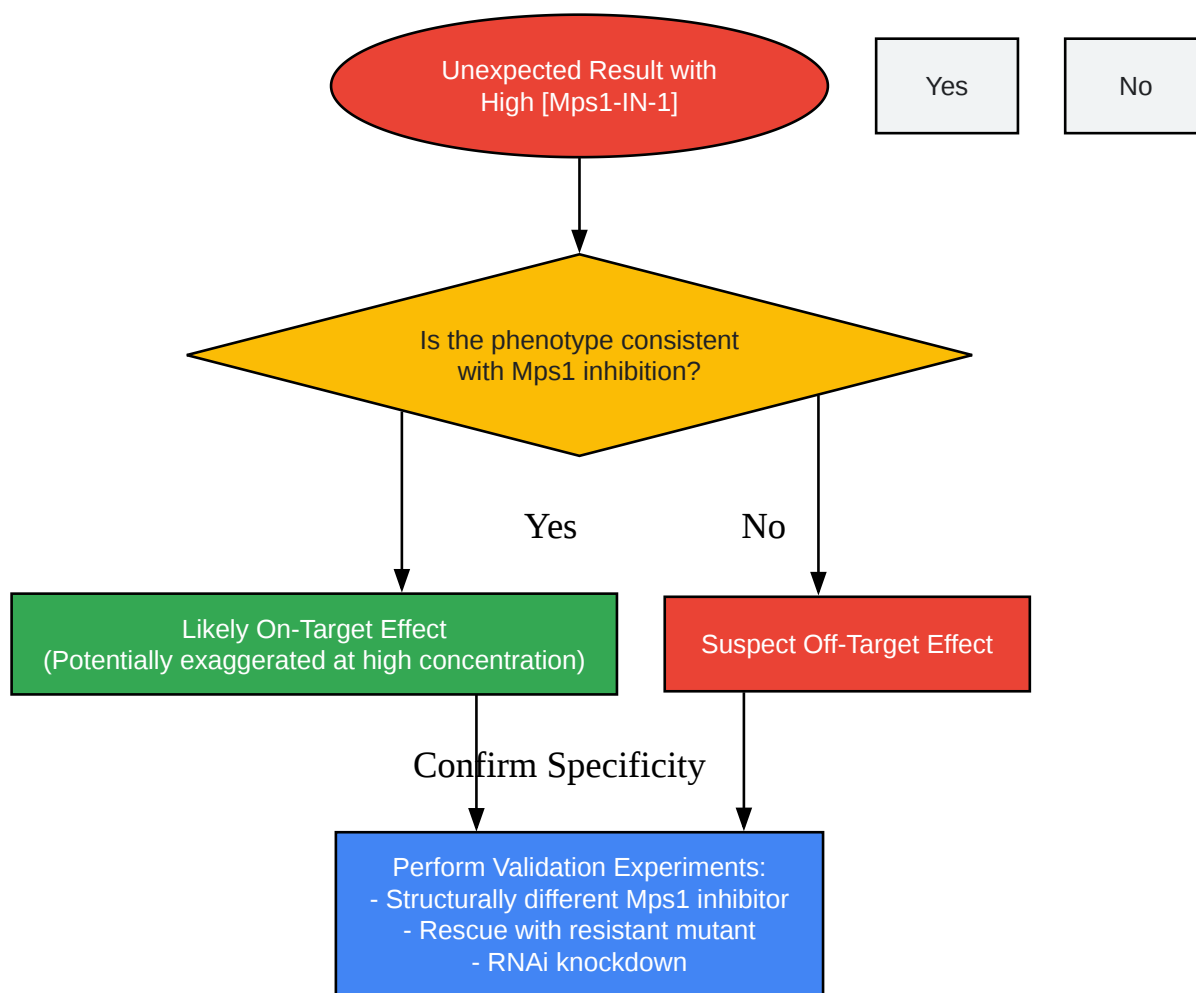 Unexpected Result with
High [Mps1-IN-1]
Yes
No
Is the phenotype consistent
with Mps1 inhibition?
Yes
No
Likely On-Target Effect
(Potentially exaggerated at high concentration)
Suspect Off-Target Effect
Confirm Specificity
Perform Validation Experiments:
- Structurally different Mps1 inhibitor
- Rescue with resistant mutant
- RNAi knockdown